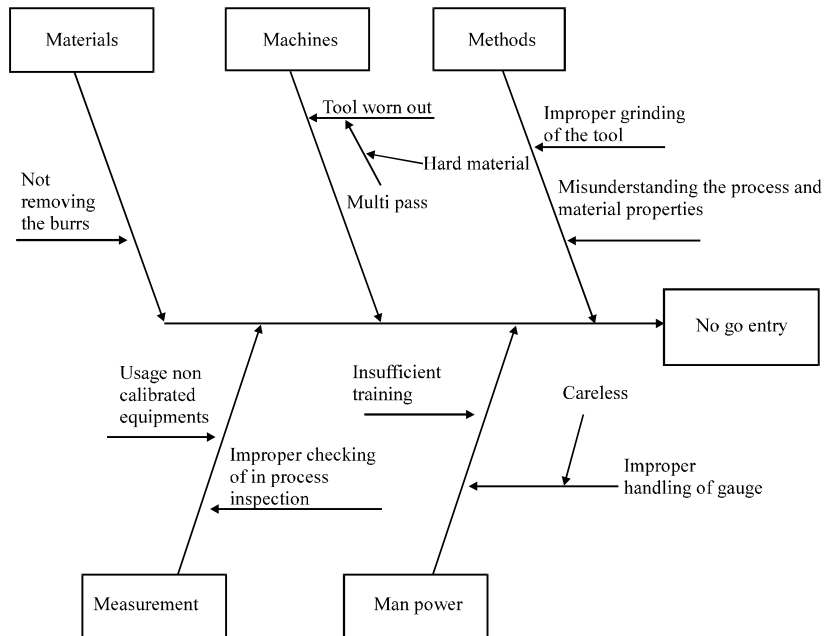 Materials
Machines
Methods
Tool worn out
Improper grinding
of the tool
Hard material
Not
removing
the burrs
Multi pass
Misunderstanding the process and
material properties
No go entry
Usage non
calibrated
equipments
Insufficient
training
Careless
Improper checking
of in process
inspection
Improper
handling of gauge
Measurement
Man power